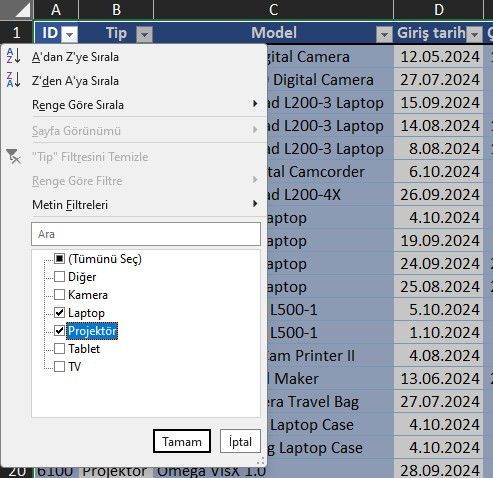 A B C D
1 ID Tip Model Giriş tarih
A'dan Z'ye Sırala
Z'den A'ya Sırala
Renge Göre Sırala
Sayfa Görünümü
"Tip" Filtresini Temizle
Renge Göre Filtre
Metin Filtreleri
Ara
(Tümünü Seç)
Diğer
Kamera
Laptop
Projektör
Tablet
TV
Tamam İptal
gital Camera 12.05.2024
Digital Camera 27.07.2024
ad L200-3 Laptop 15.09.2024
ad L200-3 Laptop 14.08.2024
ad L200-3 Laptop 8.08.2024
ital Camcorder 6.10.2024
ad L200-4X 26.09.2024
aptop 4.10.2024
aptop 19.09.2024
aptop 24.09.2024
aptop 25.08.2024
L500-1 5.10.2024
L500-1 1.10.2024
am Printer II 4.08.2024
l Maker 13.06.2024
era Travel Bag 27.07.2024
Laptop Case 4.10.2024
g Laptop Case 4.10.2024
20 6100 Projektör Omega VisX 1.0 28.09.2024